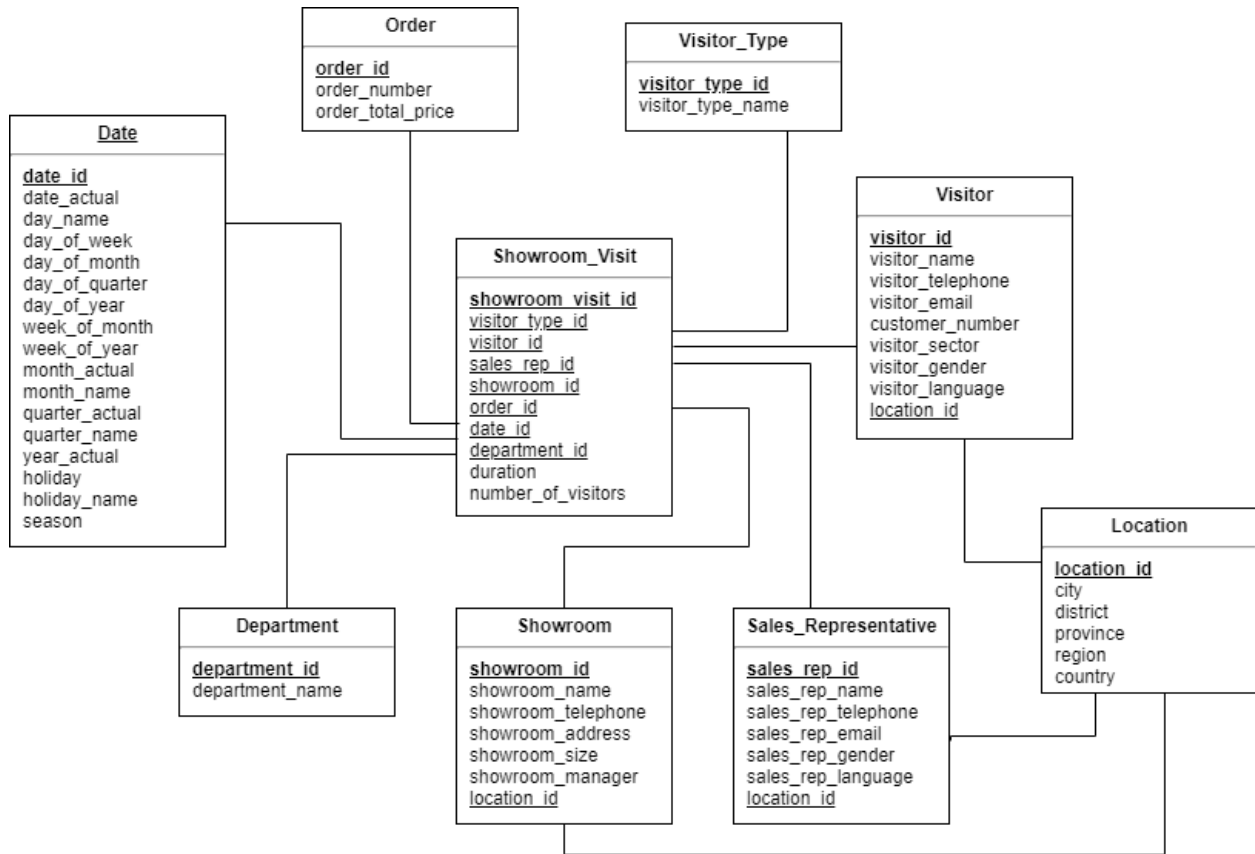 Order
order_id
order_number
order_total_price
Visitor_Type
visitor_type_id
visitor_type_name
Date
date_id
date_actual
day_name
day_of_week
day_of_month
day_of_quarter
day_of_year
week_of_month
week_of_year
month_actual
month_name
quarter_actual
quarter_name
year_actual
holiday
holiday_name
season
Showroom_Visit
showroom_visit_id
visitor_type_id
visitor_id
sales_rep_id
showroom_id
order_id
date_id
department_id
duration
number_of_visitors
Visitor
visitor_id
visitor_name
visitor_telephone
visitor_email
customer_number
visitor_sector
visitor_gender
visitor_language
location_id
Location
location_id
city
district
province
region
country
Department
department_id
department_name
Showroom
showroom_id
showroom_name
showroom_telephone
showroom_address
showroom_size
showroom_manager
location_id
Sales_Representative
sales_rep_id
sales_rep_name
sales_rep_telephone
sales_rep_email
sales_rep_gender
sales_rep_language
location_id